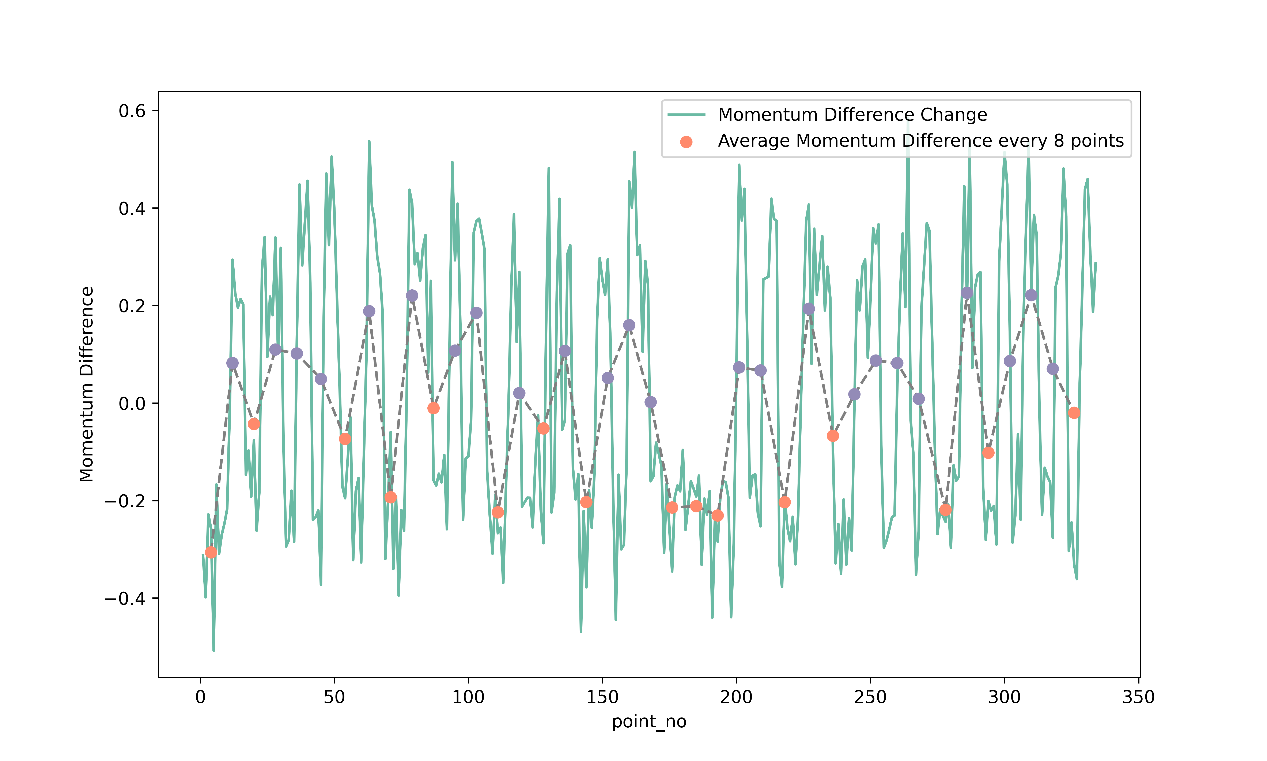 Momentum Difference Change
Average Momentum Difference every 8 points
Momentum Difference
0.6
0.4
0.2
0.0
−0.2
−0.4
0 50 100 150 200 250 300 350
point_no